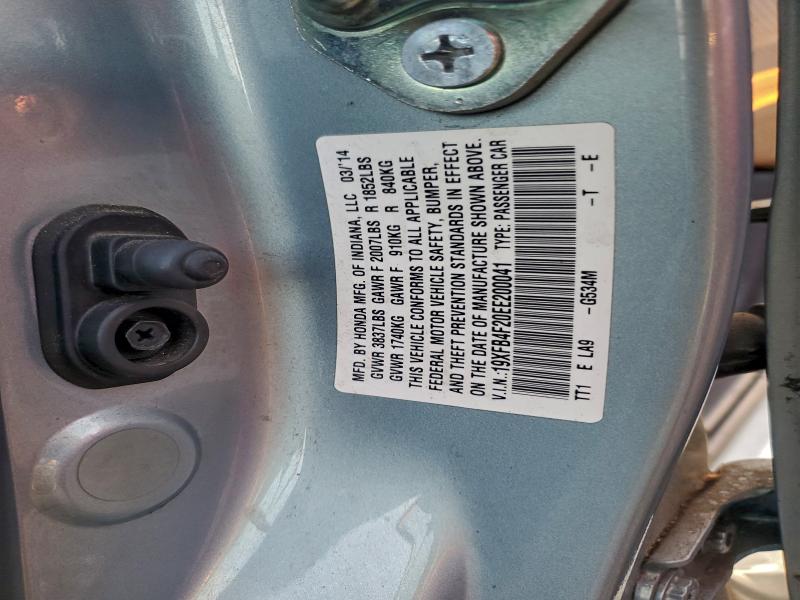 MFD. BY HONDA MFG. OF INDIANA, LLC 03/'14
GVWR 3837LBS GAWR F 2007LBS R 1852LBS
GVWR 1740KG GAWR F 910KG R 840KG
THIS VEHICLE CONFORMS TO ALL APPLICABLE
FEDERAL MOTOR VEHICLE SAFETY, BUMPER,
AND THEFT PREVENTION STANDARDS IN EFFECT
ON THE DATE OF MANUFACTURE SHOWN ABOVE.
V.I.N.:19XFB4F20EE200041 TYPE: PASSENGER CAR
TT1 E LA9 -G534M -T -E